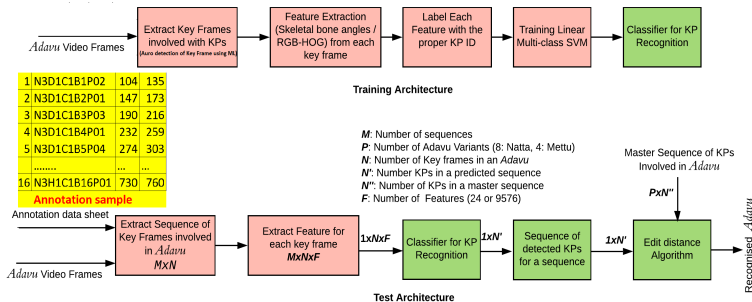 Adavu Video Frames
Extract Key Frames
involved with KPs
(Auro detection of Key Frame using ML)
Feature Extraction
(Skeletal bone angles /
RGB-HOG) from each
key frame
Label Each
Feature with the
proper KP ID
Training Linear
Multi-class SVM
Classifier for KP
Recognition
Training Architecture
1 N3D1C1B1P02 104 135
2 N3D1C1B2P01 147 173
3 N3D1C1B3P03 190 216
4 N3D1C1B4P01 232 259
5 N3D1C1B5P04 274 303
........ ... ...
16 N3H1C1B16P01 730 760
Annotation sample
M: Number of sequences
P: Number of Adavu Variants (8: Natta, 4: Mettu)
N: Number of Key frames in an Adavu
N': Number KPs in a predicted sequence
N'': Number of KPs in a master sequence
F: Number of Features (24 or 9576)
Master Sequence of KPs
Involved in Adavu
PxN''
Annotation data sheet
Adavu Video Frames
Extract Sequence of
Key Frames involved
in Adavu
MxN
Extract Feature for
each key frame
MxNxF
1xNxF
Classifier for KP
Recognition
1xN'
Sequence of
detected KPs
for a sequence
1xN'
Edit distance
Algorithm
Recognised Adavu
Test Architecture